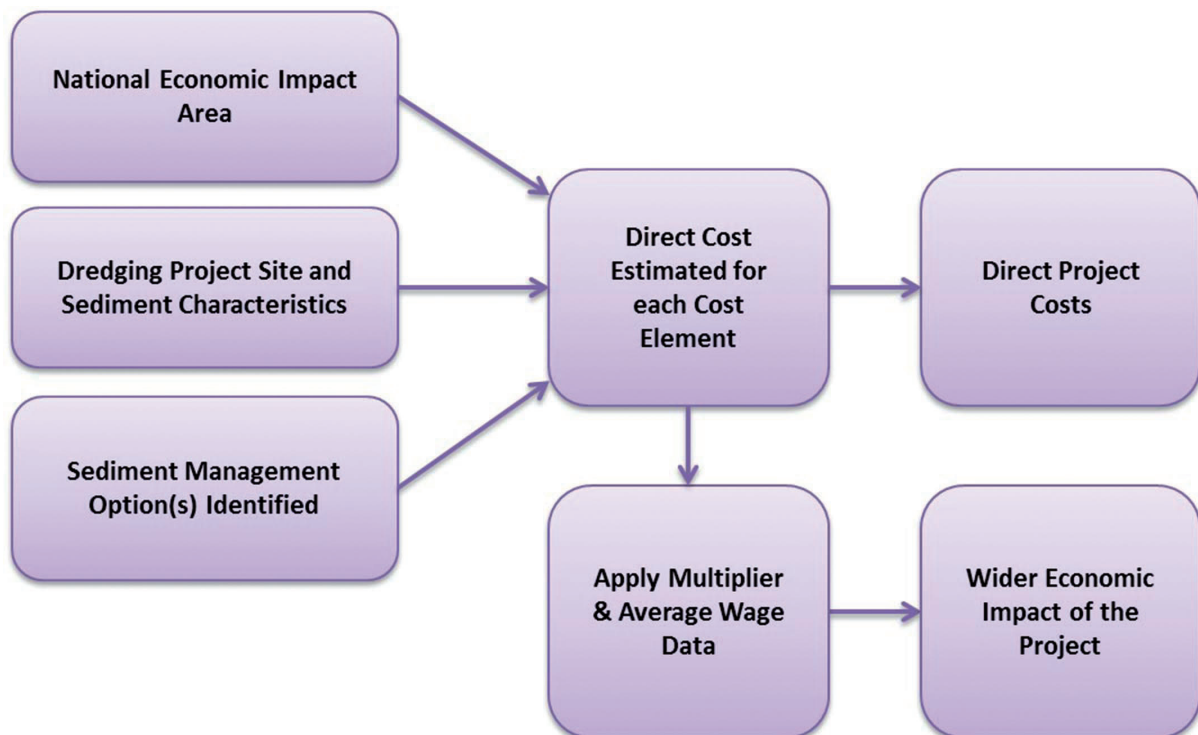 National Economic Impact
Area
Dredging Project Site and
Sediment Characteristics
Sediment Management
Option(s) Identified
Direct Cost
Estimated for
each Cost
Element
Direct Project
Costs
Apply Multiplier
& Average Wage
Data
Wider Economic
Impact of the
Project